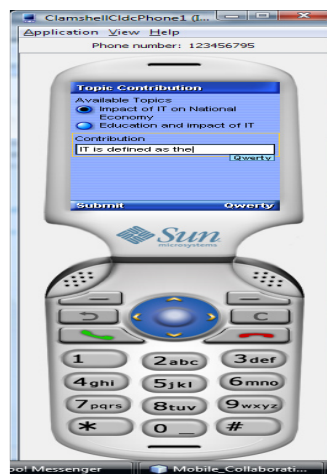 ClamshellCldcPhone1 (I...
Application View Help
Phone number: 123456795
Topic Contribution
Available Topics
Impact of IT on National
Economy
Education and impact of IT
Contribution
IT is defined as the
Qwerty
Submit Qwerty
Sun
microsystems
C
1 2abc 3def
4ghi 5jkl 6mno
7pqrs 8tuv 9wxyz
* 0 _ #
oo! Messenger Mobile_Collaborati...